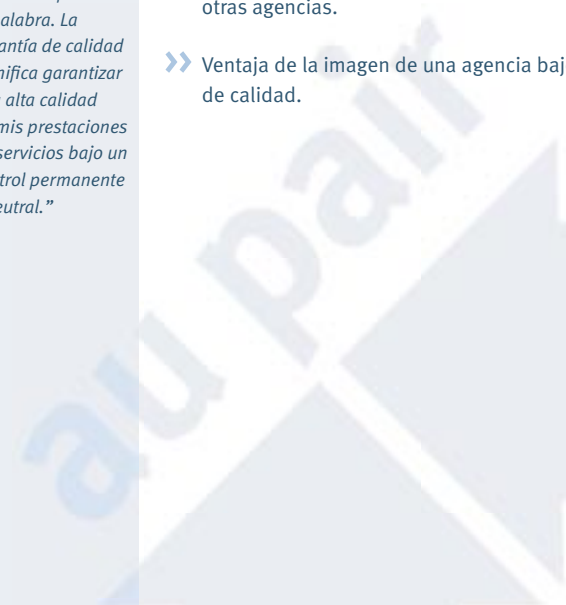 alabra. La
antía de calidad
nifica garantizar
alta calidad
mis prestaciones
servicios bajo un
trol permanente
eutral.”
otras agencias.
›› Ventaja de la imagen de una agencia baj
de calidad.
au pair